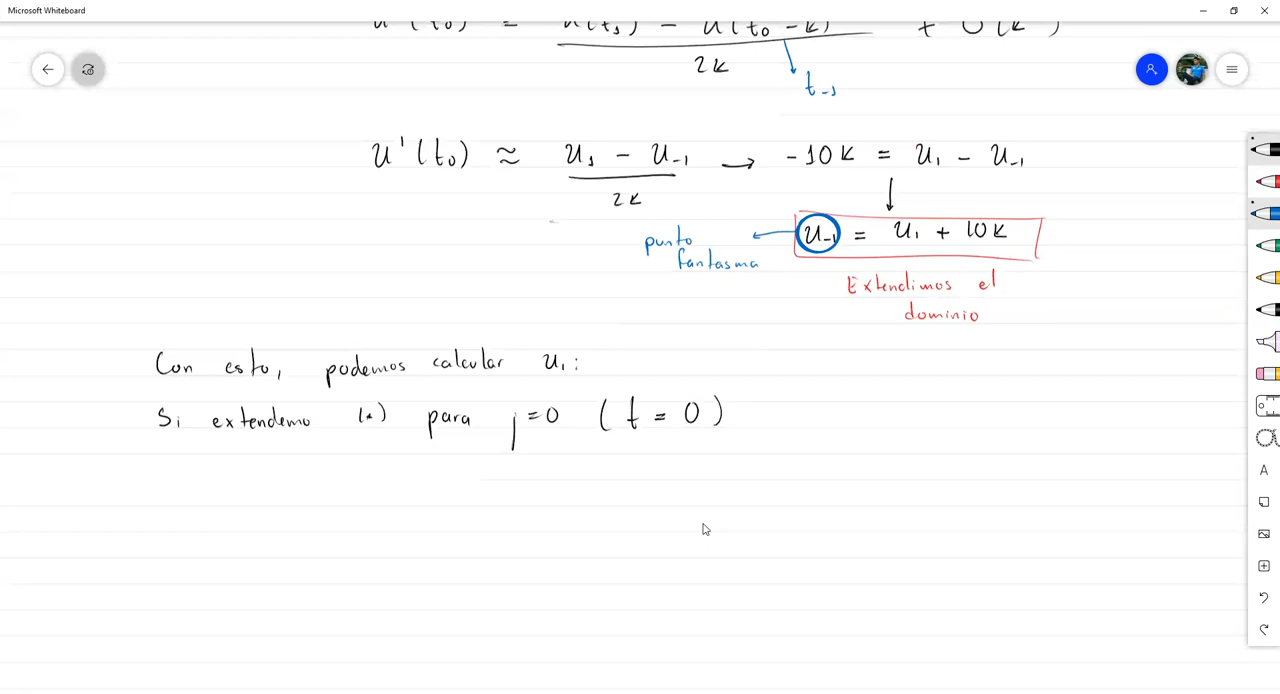 Microsoft Whiteboard
2k
t₋₁
u'(t₀) ≈ u₁ - u₋₁ → -10k = u₁ - u₋₁
2k
u₋₁ = u₁ + 10k
punto
fantasma
Extendimos el
dominio
Con esto, podemos calcular u₁:
Si extendemo (*) para j=0 ( t = 0 )
A